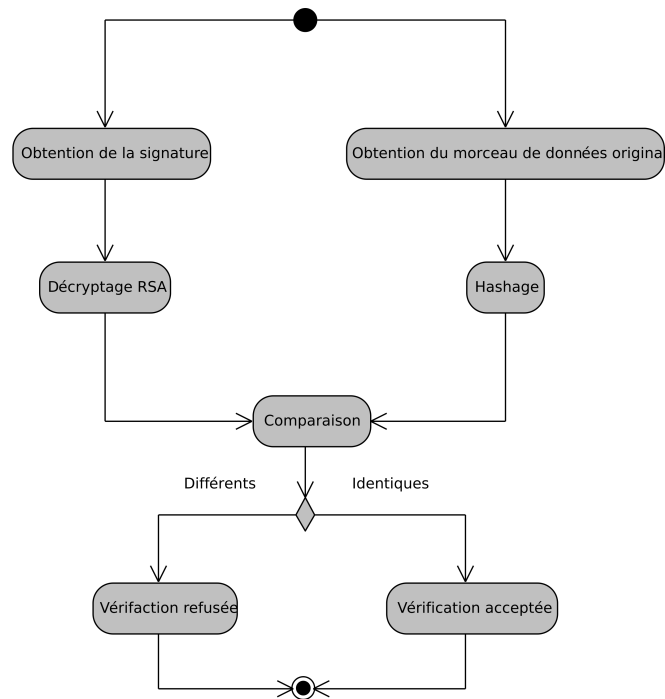 Obtention de la signature
Obtention du morceau de données origina
Décryptage RSA
Hashage
Comparaison
Différents
Identiques
Vérifaction refusée
Vérification acceptée